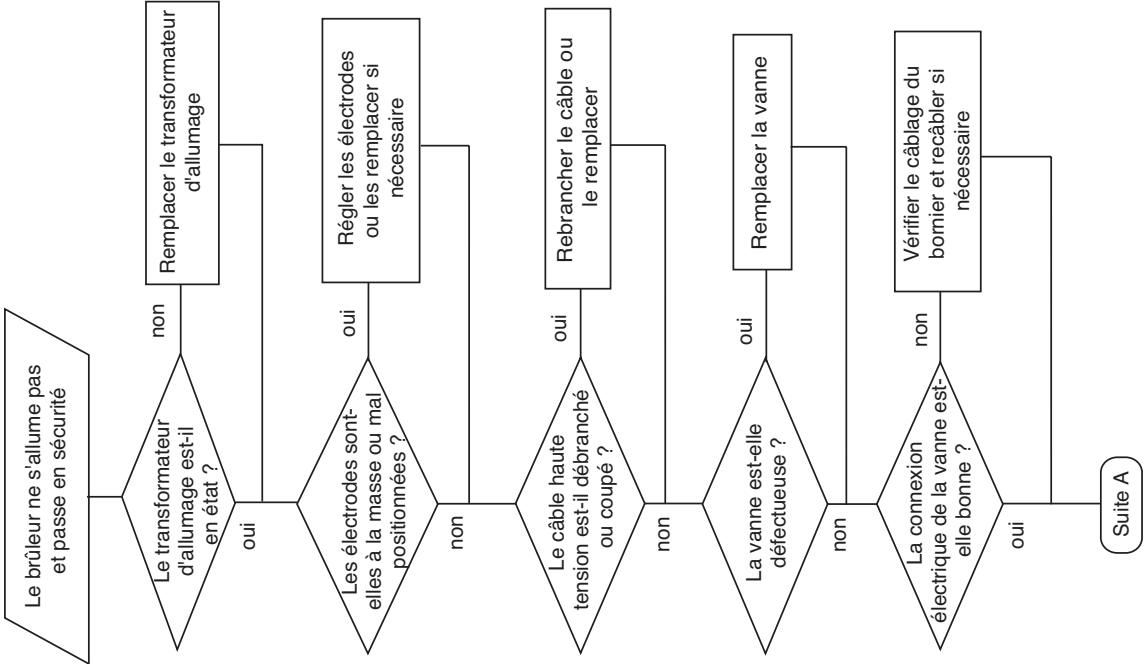 Le brûleur ne s'allume pas
et passe en sécurité
Le transformateur
d'allumage est-il
en état ?
non
Remplacer le transformateur
d'allumage
oui
Les électrodes sont-
elles à la masse ou mal
positionnées ?
oui
Régler les électrodes
ou les remplacer si
nécessaire
non
Le câble haute
tension est-il débranché
ou coupé ?
oui
Rebrancher le câble ou
le remplacer
non
La vanne est-elle
défectueuse ?
oui
Remplacer la vanne
non
La connexion
électrique de la vanne est-
elle bonne ?
non
Vérifier le câblage du
bornier et recâbler si
nécessaire
oui
Suite A